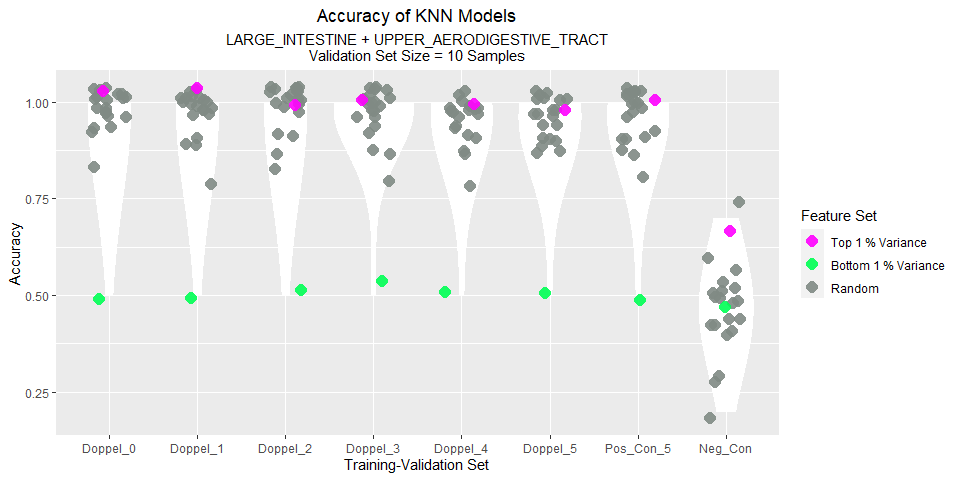 Accuracy of KNN Models
LARGE_INTESTINE + UPPER_AERODIGESTIVE_TRACT
Validation Set Size = 10 Samples
Accuracy
1.00
0.75
0.50
0.25
Doppel_0 Doppel_1 Doppel_2 Doppel_3 Doppel_4 Doppel_5 Pos_Con_5 Neg_Con
Training-Validation Set
Feature Set
Top 1 % Variance
Bottom 1 % Variance
Random